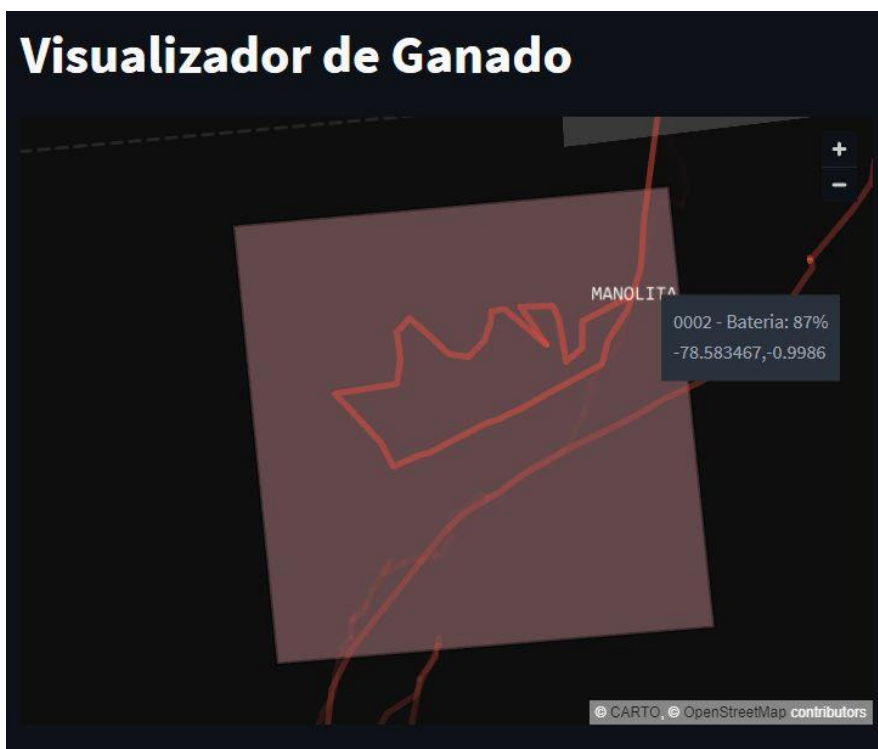 Visualizador de Ganado
+
−
MANOLITA
0002 - Bateria: 87%
-78.583467,-0.9986
© CARTO, © OpenStreetMap contributors